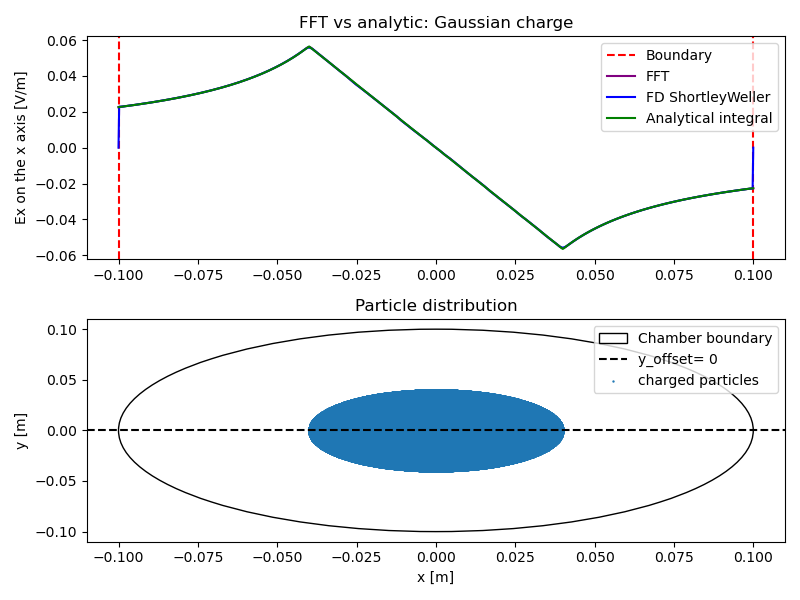 FFT vs analytic: Gaussian charge
Ex on the x axis [V/m]
0.06
0.04
0.02
0.00
−0.02
−0.04
−0.06
Boundary
FFT
FD ShortleyWeller
Analytical integral
−0.100 −0.075 −0.050 −0.025 0.000 0.025 0.050 0.075 0.100
Particle distribution
y [m]
0.10
0.05
0.00
−0.05
−0.10
Chamber boundary
y_offset= 0
charged particles
−0.100 −0.075 −0.050 −0.025 0.000 0.025 0.050 0.075 0.100
x [m]